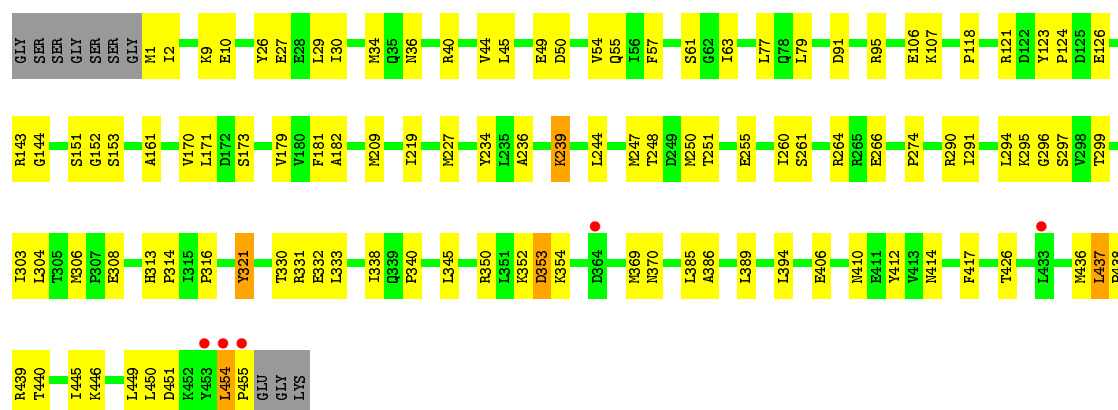 GLY SER SER GLY SER SER GLY M1 I2 K9 E10 Y26 E27 E28 L29 I30 M34 Q35 N36 R40 V44 L45 E49 D50 V54 Q55 I56 F57 S61 G62 I63 L77 Q78 L79 D91 R95 E106 K107 P118 R121 D122 Y123 P124 D125 E126
R143 G144 S151 G152 S153 A161 V170 L171 D172 S173 V179 V180 F181 A182 M209 I219 M227 Y234 L235 A236 K239 L244 M247 T248 D249 M250 T251 E255 I260 S261 R264 R265 E266 P274 R290 I291 L294 K295 G296 S297 V298 T299
I303 L304 T305 M306 P307 E308 H313 P314 I315 P316 Y321 T330 R331 E332 L333 I338 Q339 P340 L345 R350 L351 K352 D353 K354 D364 M369 N370 L385 A386 L389 L394 E406 N410 E411 Y412 V413 N414 F417 T426 L433 M436 L437 P438
R439 T440 I445 K446 L449 L450 D451 K452 Y453 L454 P455 GLU GLY LYS